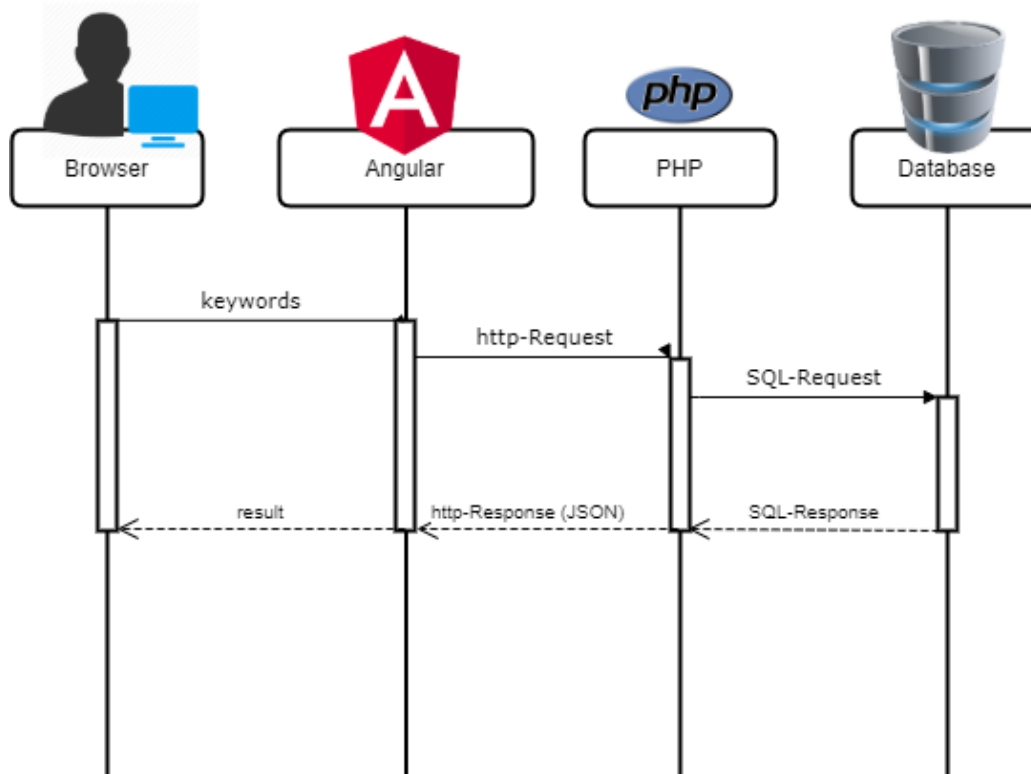 A
php
Browser
Angular
PHP
Database
keywords
http-Request
SQL-Request
result
http-Response (JSON)
SQL-Response